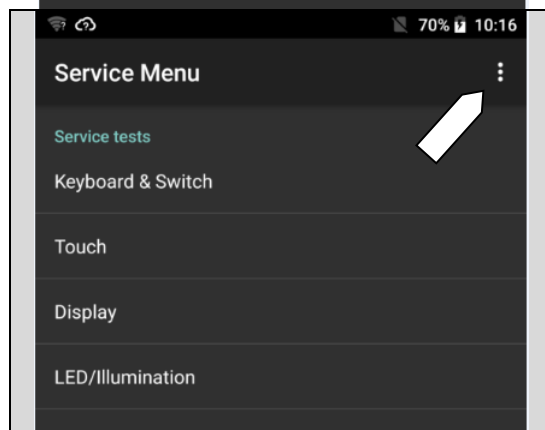 70% 10:16
Service Menu
Service tests
Keyboard & Switch
Touch
Display
LED/Illumination